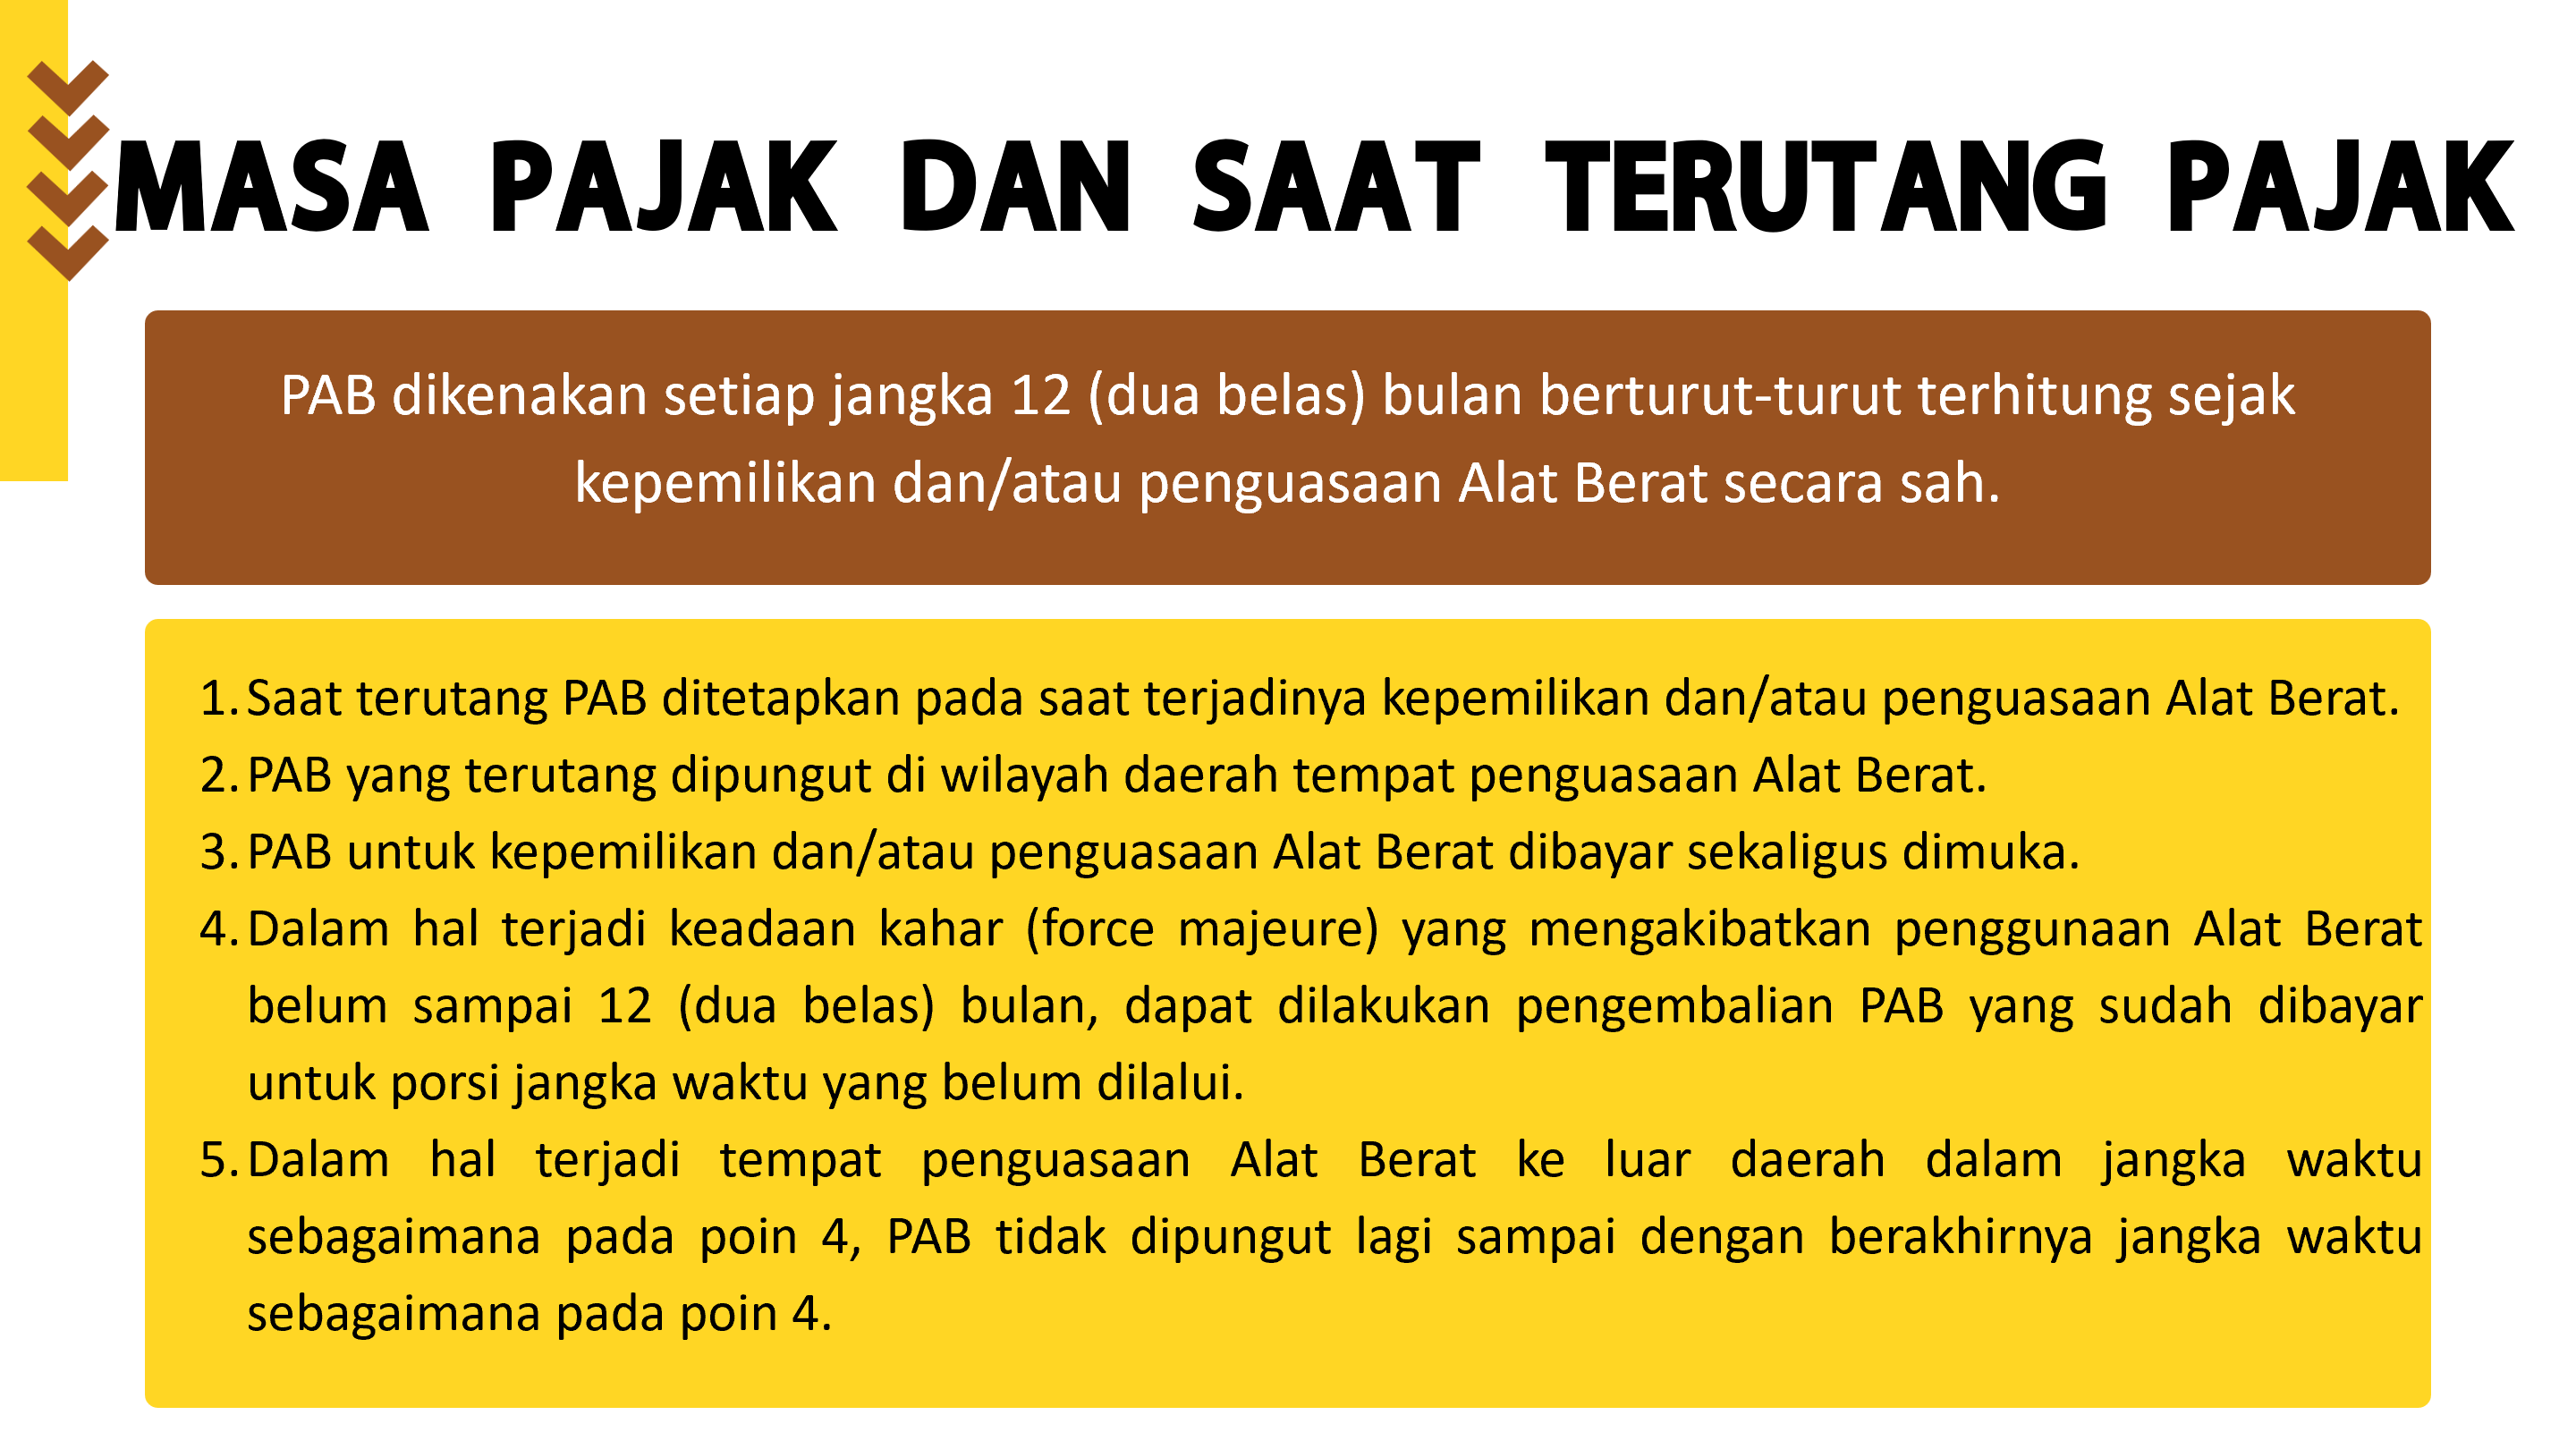 MASA PAJAK DAN SAAT TERUTANG PAJAK
PAB dikenakan setiap jangka 12 (dua belas) bulan berturut-turut terhitung sejak
kepemilikan dan/atau penguasaan Alat Berat secara sah.
1. Saat terutang PAB ditetapkan pada saat terjadinya kepemilikan dan/atau penguasaan Alat Berat.
2. PAB yang terutang dipungut di wilayah daerah tempat penguasaan Alat Berat.
3. PAB untuk kepemilikan dan/atau penguasaan Alat Berat dibayar sekaligus dimuka.
4. Dalam hal terjadi keadaan kahar (force majeure) yang mengakibatkan penggunaan Alat Berat
belum sampai 12 (dua belas) bulan, dapat dilakukan pengembalian PAB yang sudah dibayar
untuk porsi jangka waktu yang belum dilalui.
5. Dalam hal terjadi tempat penguasaan Alat Berat ke luar daerah dalam jangka waktu
sebagaimana pada poin 4, PAB tidak dipungut lagi sampai dengan berakhirnya jangka waktu
sebagaimana pada poin 4.